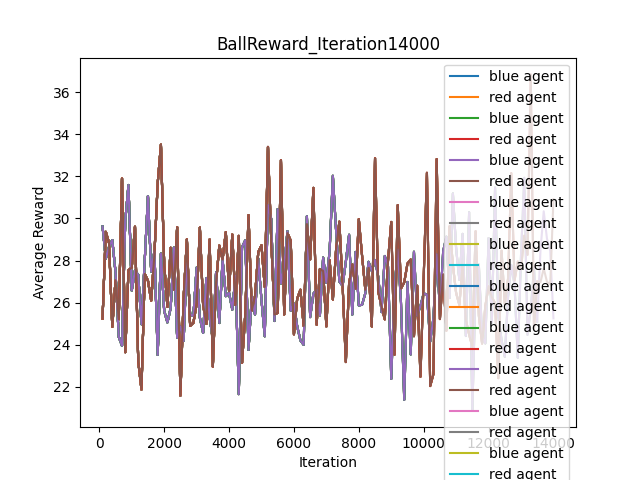 BallReward_Iteration14000
Average Reward
36
34
32
30
28
26
24
22
0
2000
4000
6000
8000
10000
12000
14000
Iteration
blue agent
red agent
blue agent
red agent
blue agent
red agent
blue agent
red agent
blue agent
red agent
blue agent
red agent
blue agent
red agent
blue agent
red agent
blue agent
red agent
blue agent
red agent